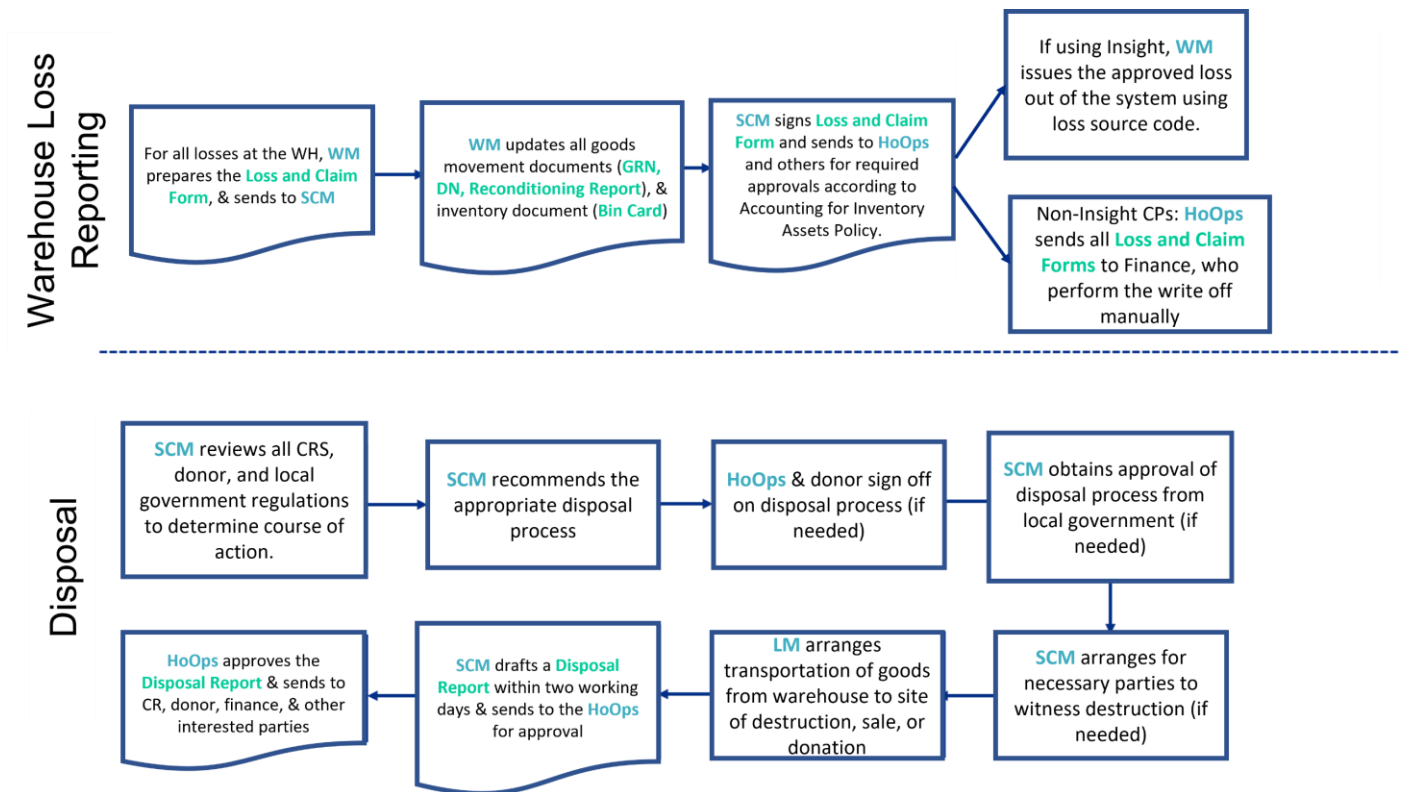 Warehouse Loss
Reporting
For all losses at the WH, WM
prepares the Loss and Claim
Form, & sends to SCM
WM updates all goods
movement documents (GRN,
DN, Reconditioning Report), &
inventory document (Bin Card)
SCM signs Loss and Claim
Form and sends to HoOps
and others for required
approvals according to
Accounting for Inventory
Assets Policy.
If using Insight, WM
issues the approved loss
out of the system using
loss source code.
Non-Insight CPs: HoOps
sends all Loss and Claim
Forms to Finance, who
perform the write off
manually
Disposal
SCM reviews all CRS,
donor, and local
government regulations
to determine course of
action.
SCM recommends the
appropriate disposal
process
HoOps & donor sign off
on disposal process (if
needed)
SCM obtains approval of
disposal process from
local government (if
needed)
SCM arranges for
necessary parties to
witness destruction (if
needed)
LM arranges
transportation of goods
from warehouse to site
of destruction, sale, or
donation
SCM drafts a Disposal
Report within two working
days & sends to the HoOps
for approval
HoOps approves the
Disposal Report & sends to
CR, donor, finance, & other
interested parties